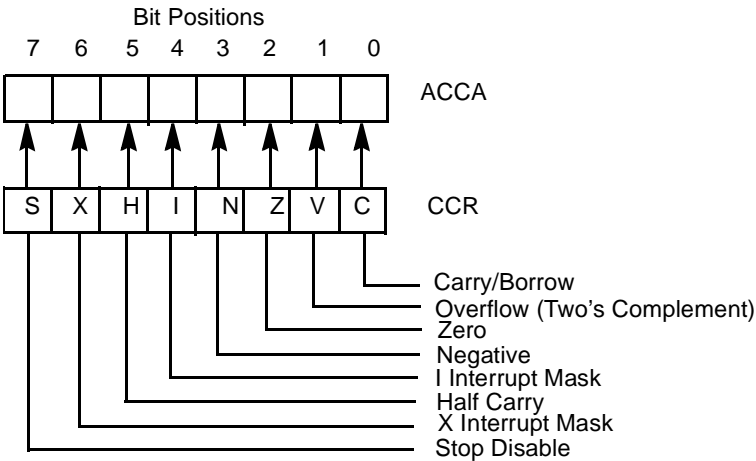 Bit Positions
7 6 5 4 3 2 1 0
ACCA
S X H I N Z V C
CCR
Carry/Borrow
Overflow (Two's Complement)
Zero
Negative
I Interrupt Mask
Half Carry
X Interrupt Mask
Stop Disable